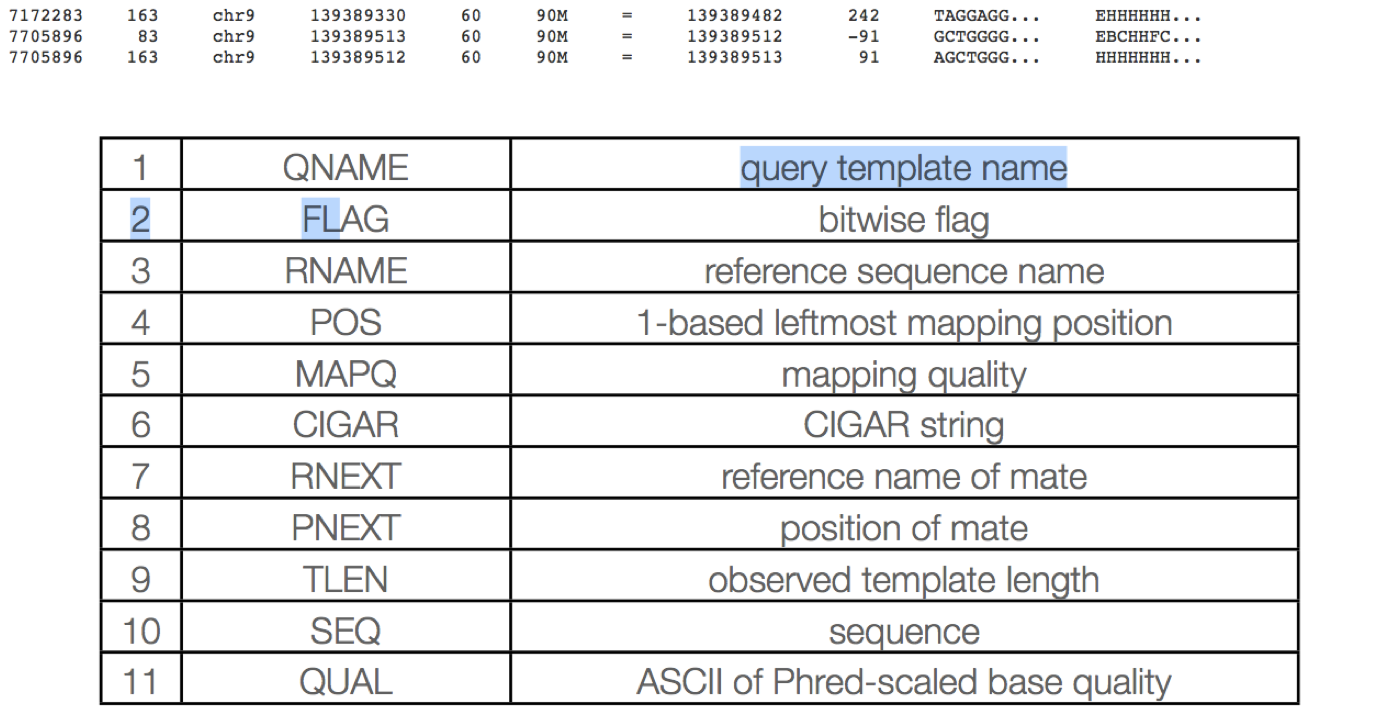 7172283 163 chr9 139389330 60 90M = 139389482 242 TAGGAGG... EHHHHHH...
7705896 83 chr9 139389513 60 90M = 139389512 -91 GCTGGGG... EBCHHFC...
7705896 163 chr9 139389512 60 90M = 139389513 91 AGCTGGG... HHHHHHH...
1 QNAME query template name
2 FLAG bitwise flag
3 RNAME reference sequence name
4 POS 1-based leftmost mapping position
5 MAPQ mapping quality
6 CIGAR CIGAR string
7 RNEXT reference name of mate
8 PNEXT position of mate
9 TLEN observed template length
10 SEQ sequence
11 QUAL ASCII of Phred-scaled base quality